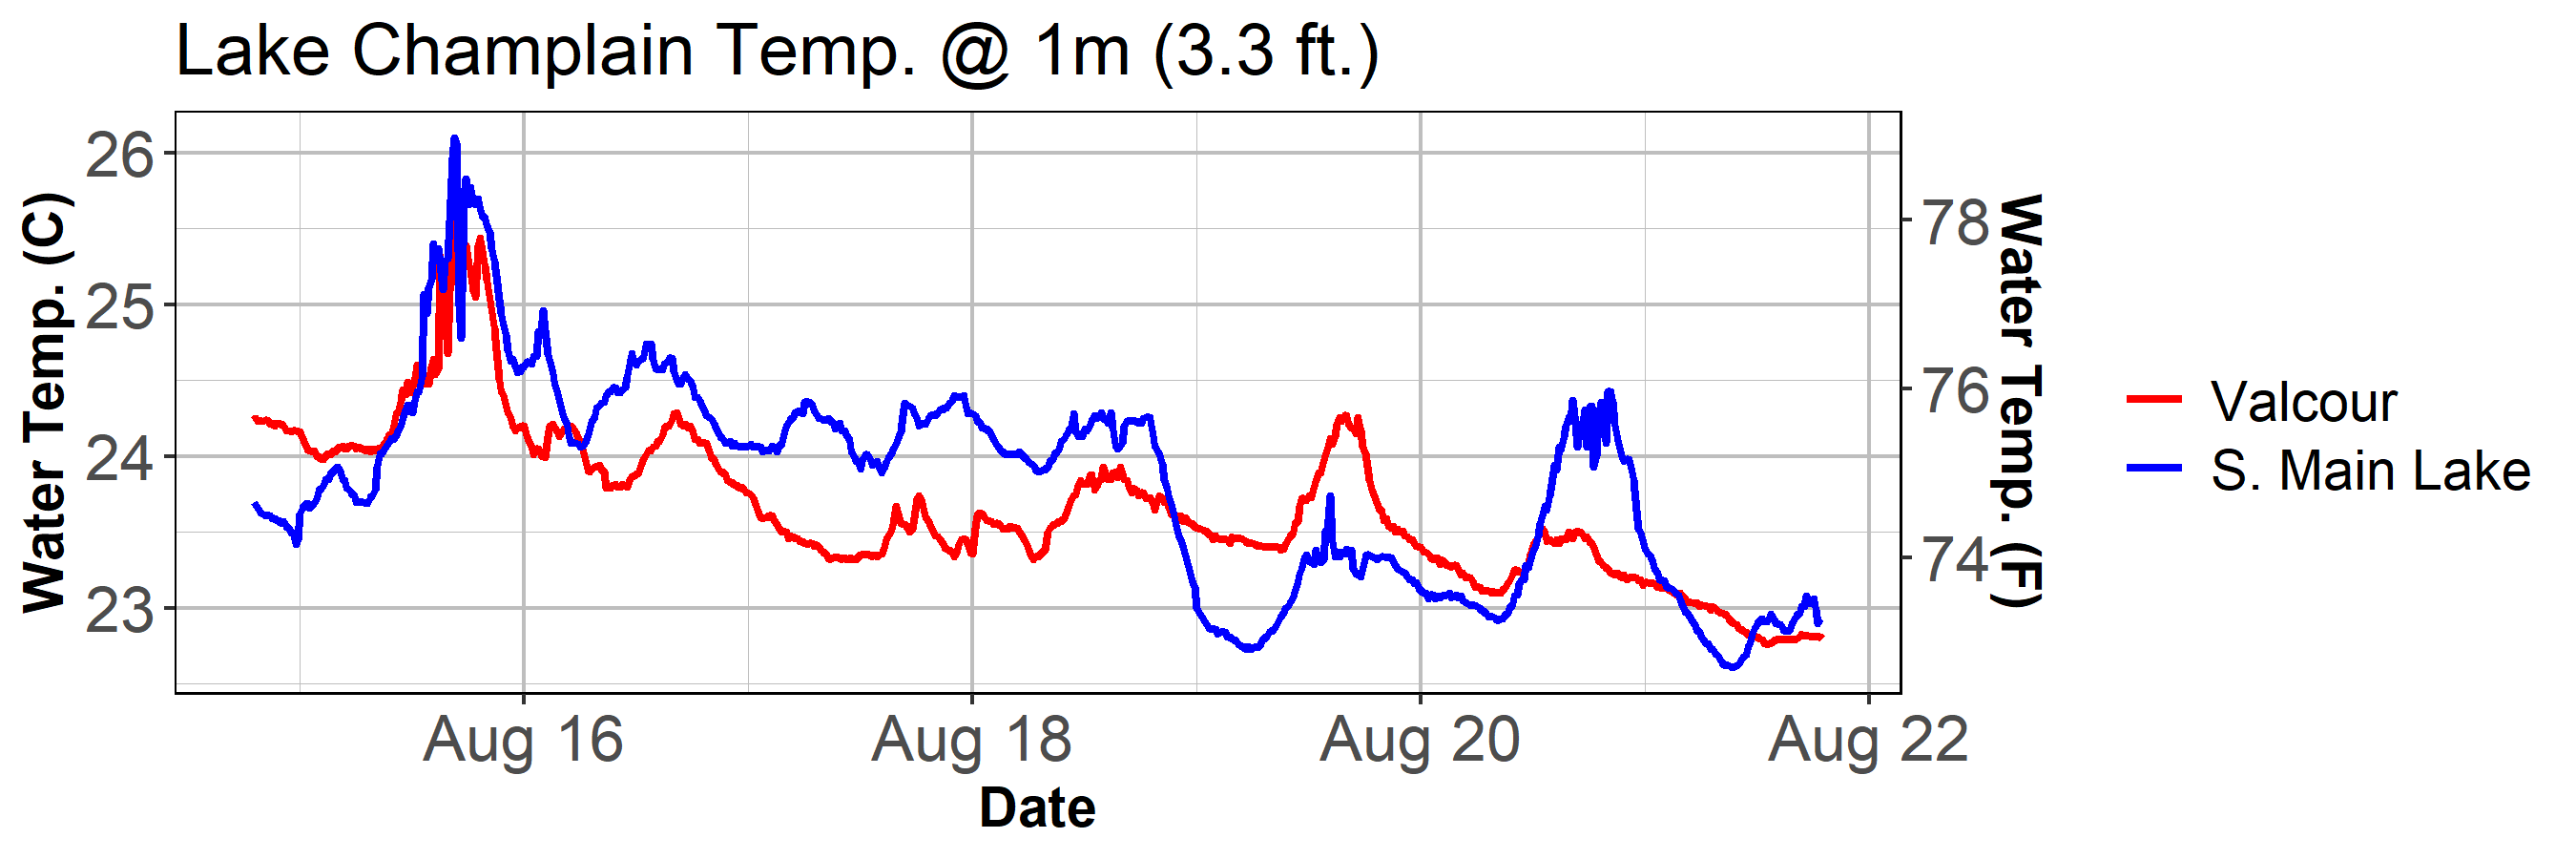 Lake Champlain Temp. @ 1m (3.3 ft.)
Water Temp. (C)
26
25
24
23
78
76
74
Water Temp. (F)
Aug 16
Aug 18
Aug 20
Aug 22
Date
Valcour
S. Main Lake